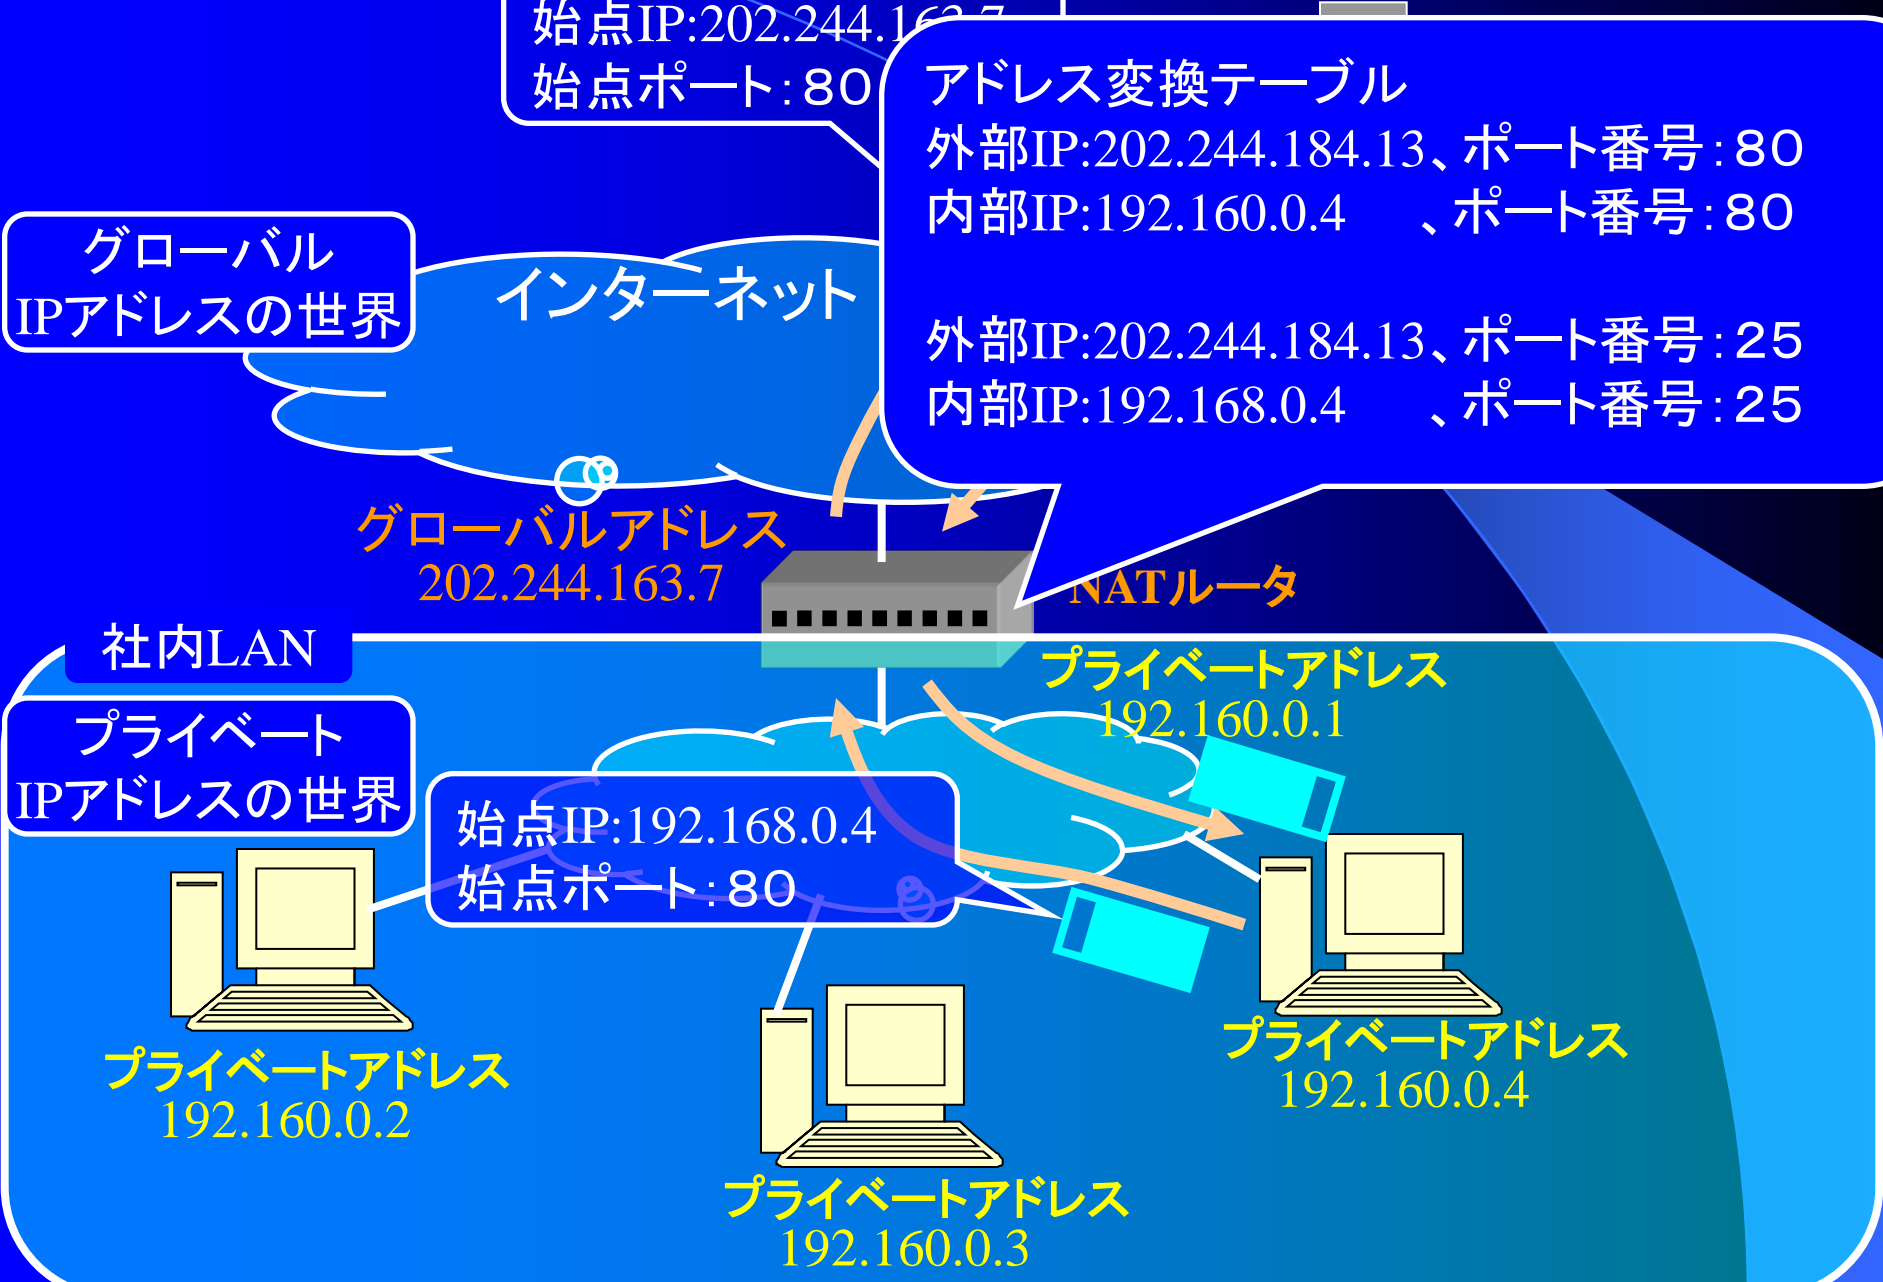 始点IP:202.244.163.7
始点ポート:80
アドレス変換テーブル
外部IP:202.244.184.13、ポート番号:80
内部IP:192.160.0.4 、ポート番号:80
外部IP:202.244.184.13、ポート番号:25
内部IP:192.168.0.4 、ポート番号:25
グローバル
IPアドレスの世界
インターネット
グローバルアドレス
202.244.163.7
NATルータ
社内LAN
プライベートアドレス
192.160.0.1
プライベート
IPアドレスの世界
始点IP:192.168.0.4
始点ポート:80
プライベートアドレス
192.160.0.2
プライベートアドレス
192.160.0.4
プライベートアドレス
192.160.0.3